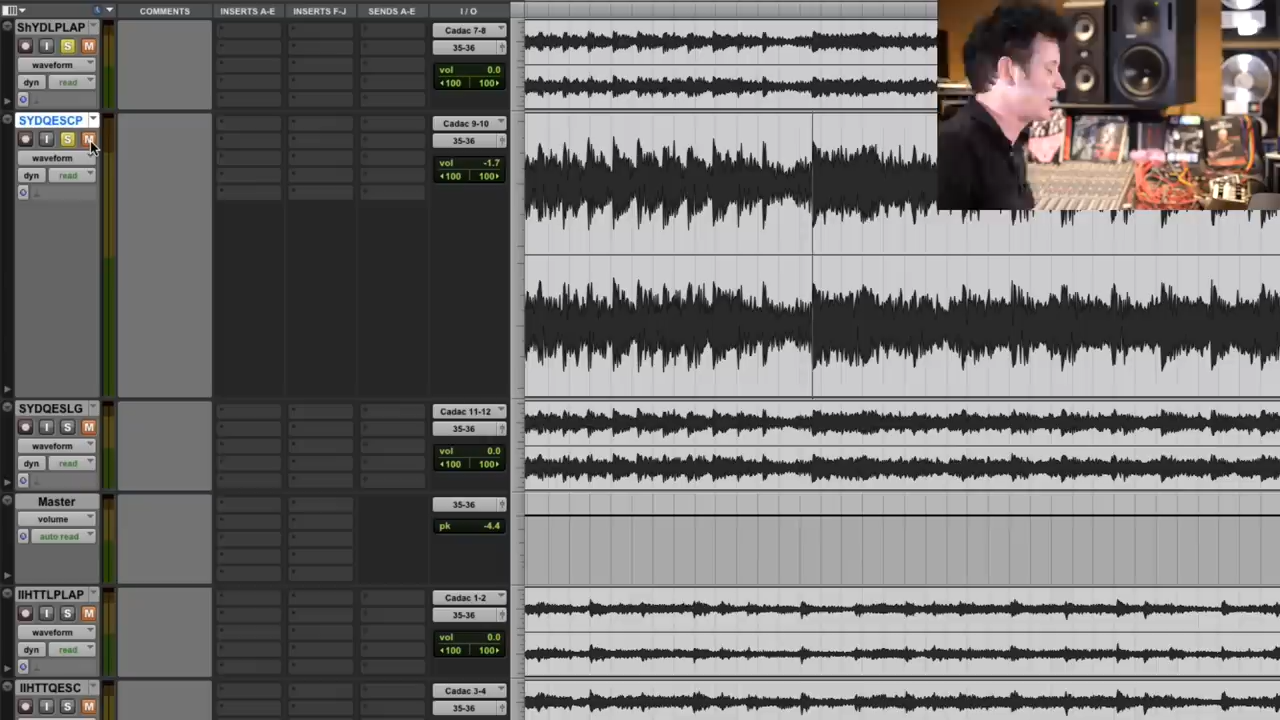 COMMENTS INSERTS A-E INSERTS F-J SENDS A-E I / O
ShYDLPLAP
I S M
waveform
dyn read
Cadac 7-8
35-36
vol 0.0
100 100
SYDQESCP
I S M
waveform
dyn read
Cadac 9-10
35-36
vol -1.7
100 100
SYDQESLG
I S M
waveform
dyn read
Cadac 11-12
35-36
vol 0.0
100 100
Master
volume
auto read
35-36
pk -4.4
IIHTTLPLAP
I S M
waveform
dyn read
Cadac 1-2
35-36
vol 0.0
100 100
IIHTTQESC
I S M
Cadac 3-4
35-36